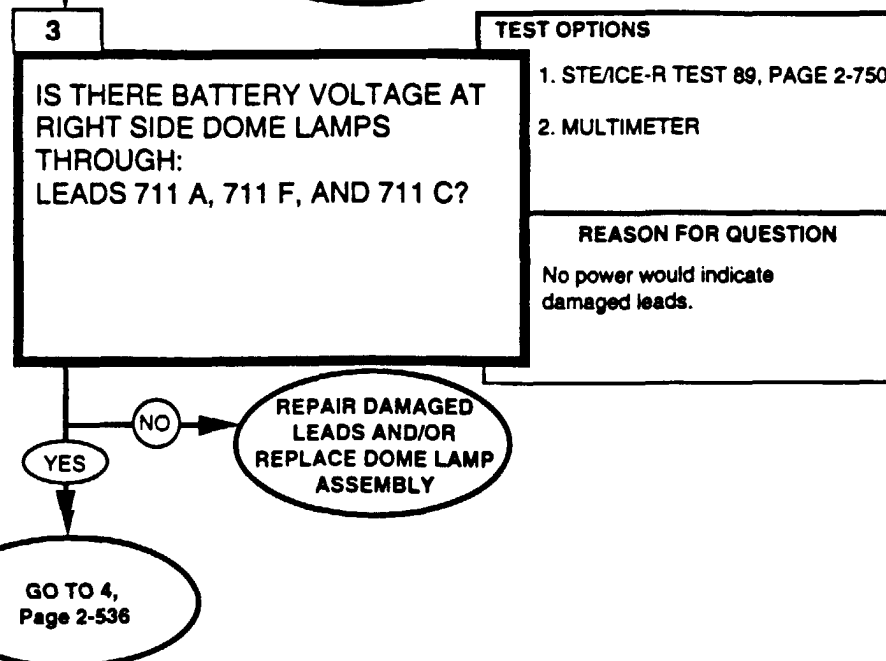 3
IS THERE BATTERY VOLTAGE AT
RIGHT SIDE DOME LAMPS
THROUGH:
LEADS 711 A, 711 F, AND 711 C?
TEST OPTIONS
1. STE/ICE-R TEST 89, PAGE 2-750
2. MULTIMETER
REASON FOR QUESTION
No power would indicate
damaged leads.
NO
REPAIR DAMAGED
LEADS AND/OR
REPLACE DOME LAMP
ASSEMBLY
YES
GO TO 4,
Page 2-536